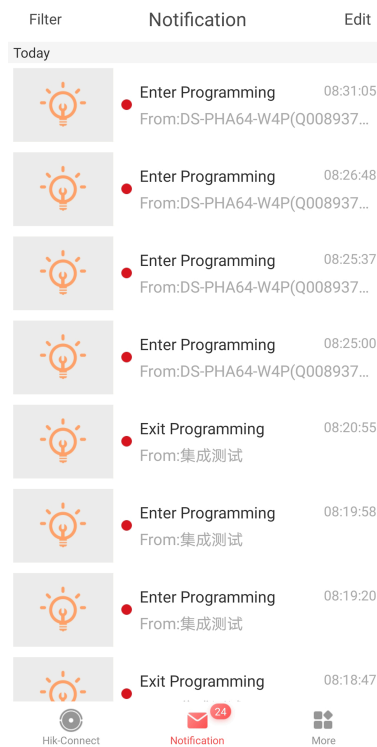 Filter Notification Edit
Today
Enter Programming 08:31:05
From:DS-PHA64-W4P(Q008937...
Enter Programming 08:26:48
From:DS-PHA64-W4P(Q008937...
Enter Programming 08:25:37
From:DS-PHA64-W4P(Q008937...
Enter Programming 08:25:00
From:DS-PHA64-W4P(Q008937...
Exit Programming 08:20:55
From:集成测试
Enter Programming 08:19:58
From:集成测试
Enter Programming 08:19:20
From:集成测试
Exit Programming 08:18:47
24
Hik-Connect Notification More